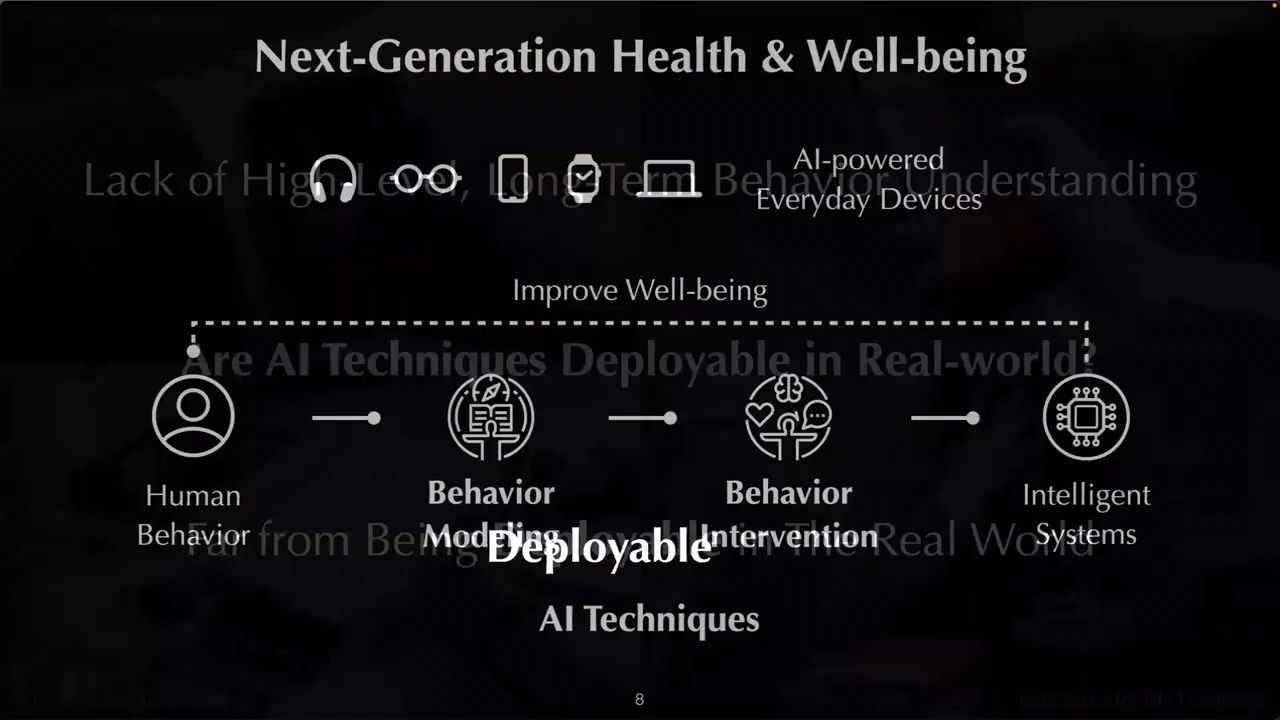 Next-Generation Health & Well-being
Lack of High-Level, Long-Term Behavior Understanding
AI-powered
Everyday Devices
Improve Well-being
Are AI Techniques Deployable in Real-world?
Human
Behavior
Behavior
Modeling
Behavior
Intervention
Intelligent
Systems
Far from Being Deployable in The Real World
Deployable
AI Techniques
8